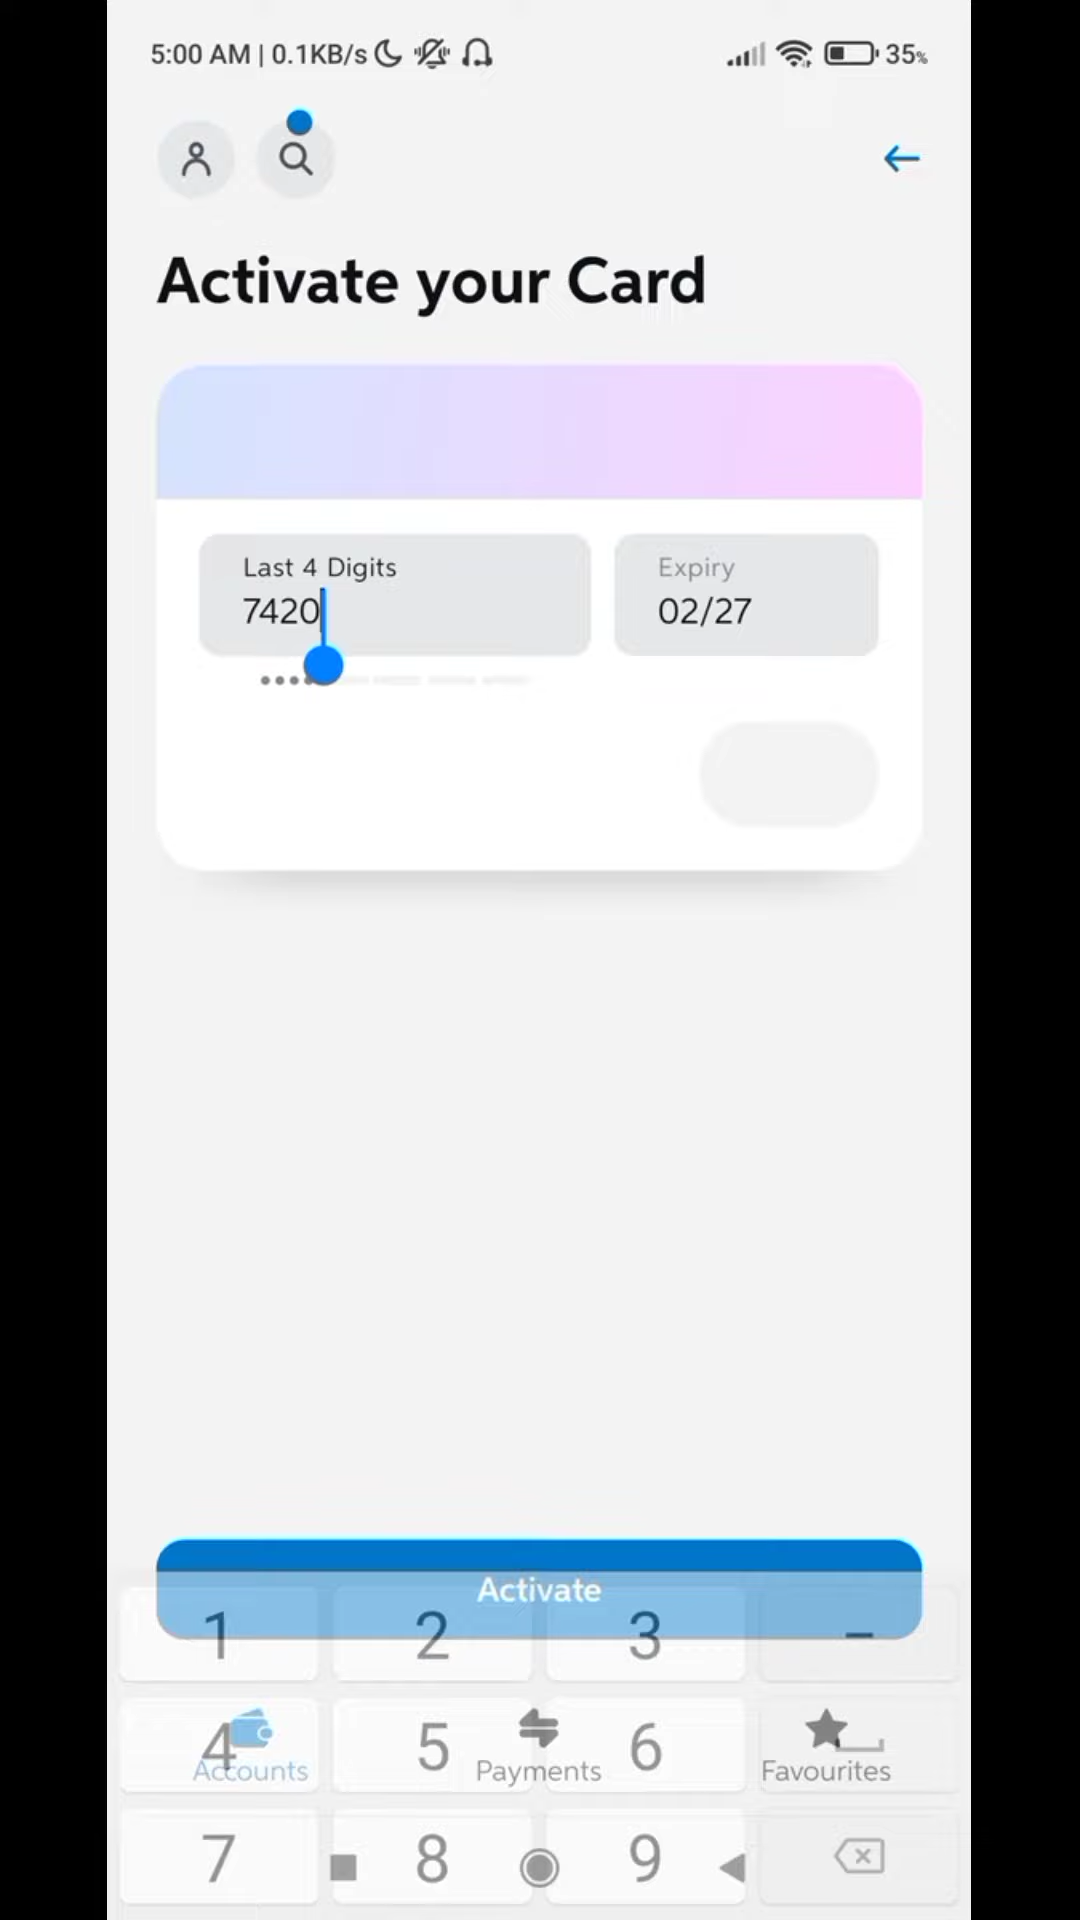 5:00 AM | 0.1KB/s 35%
Activate your Card
Last 4 Digits
7420
Expiry
02/27
Activate
1 2 3 –
4 5 6
Accounts Payments Favourites
7 8 9